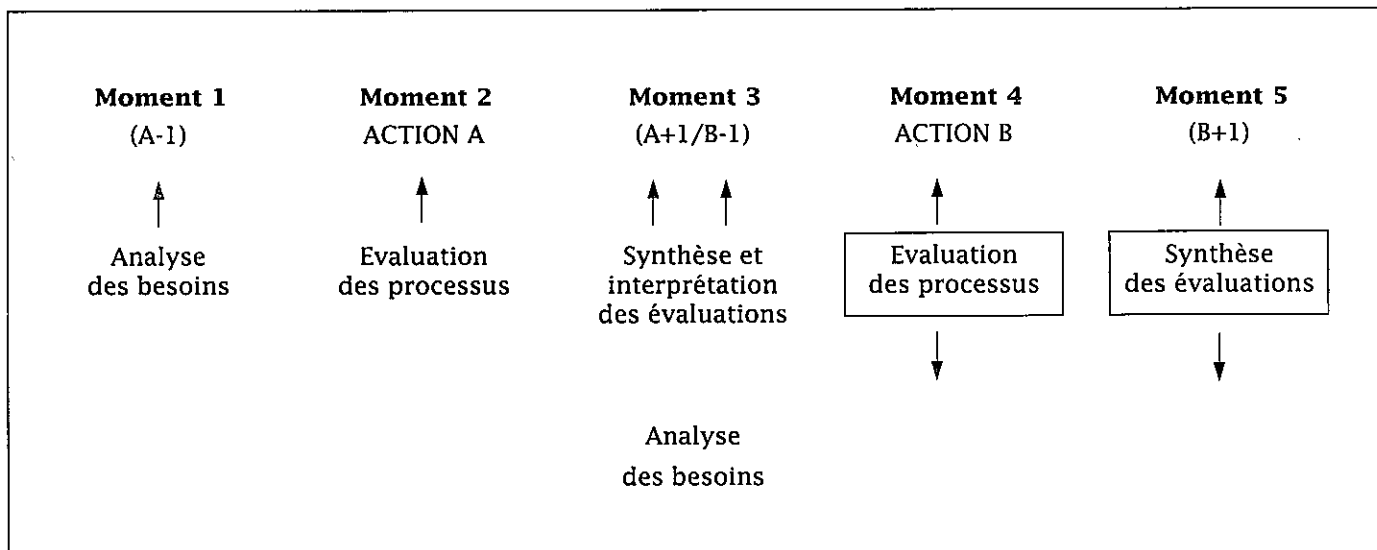 Moment 1
(A-1)
Analyse
des besoins
Moment 2
ACTION A
Evaluation
des processus
Moment 3
(A+1/B-1)
Synthèse et
interprétation
des évaluations
Analyse
des besoins
Moment 4
ACTION B
Evaluation
des processus
Moment 5
(B+1)
Synthèse
des évaluations